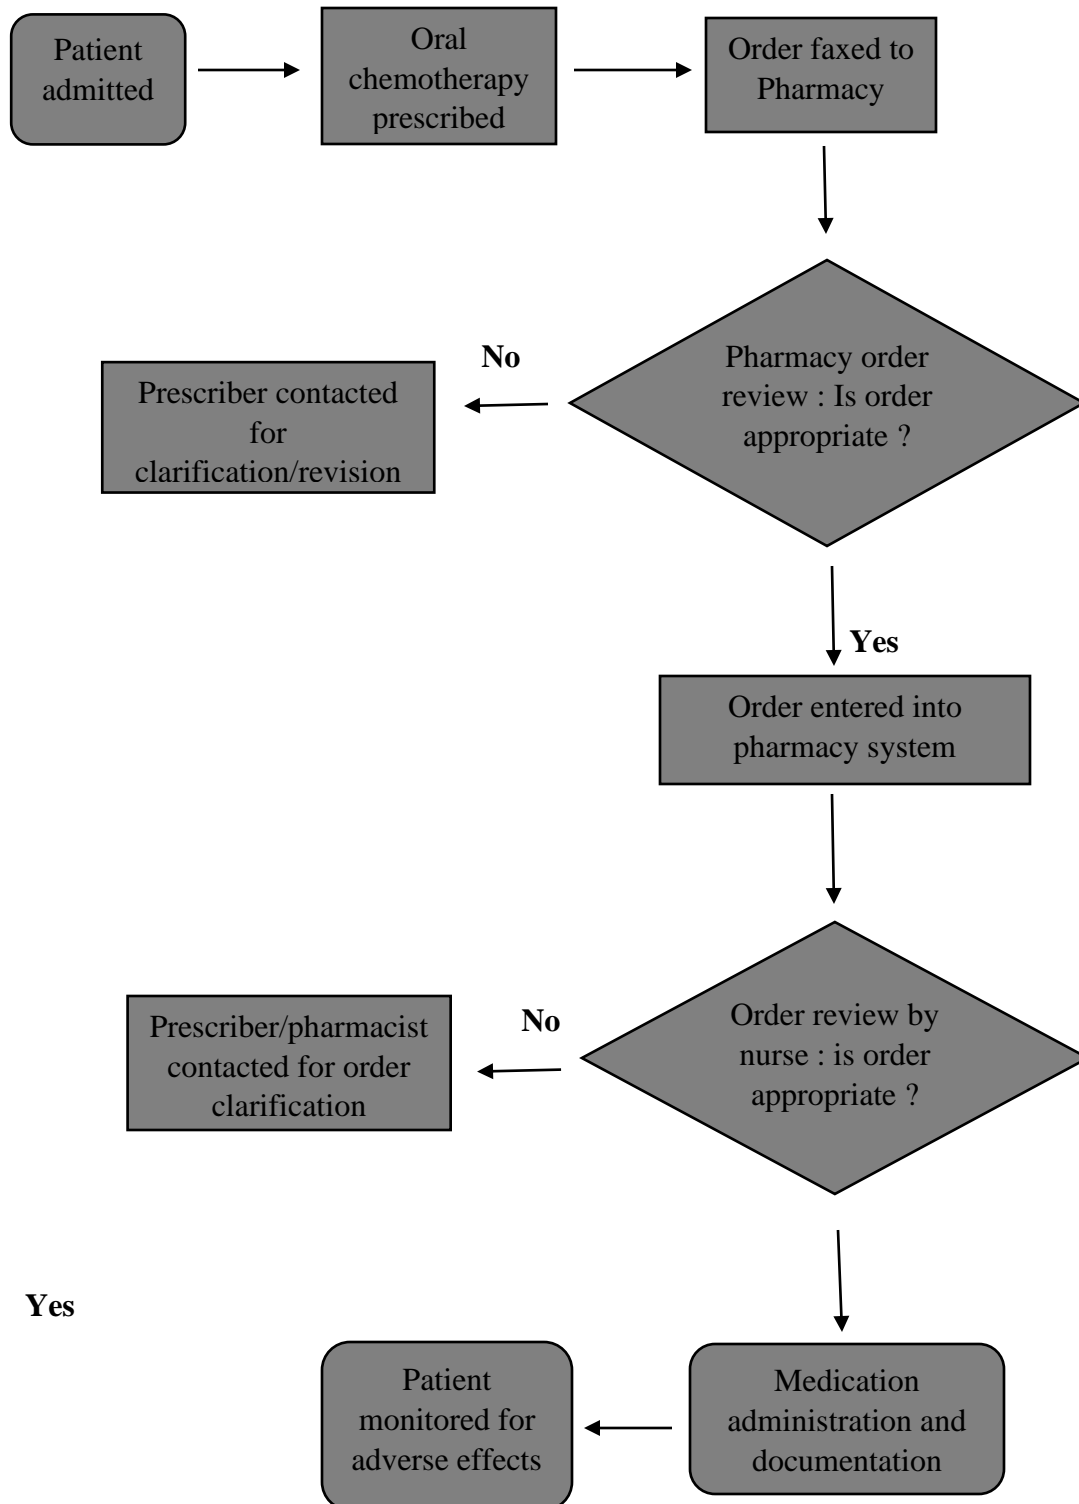 Patient
admitted
Oral
chemotherapy
prescribed
Order faxed to
Pharmacy
Pharmacy order
review : Is order
appropriate ?
No
Prescriber contacted
for
clarification/revision
Yes
Order entered into
pharmacy system
Order review by
nurse : is order
appropriate ?
No
Prescriber/pharmacist
contacted for order
clarification
Yes
Medication
administration and
documentation
Patient
monitored for
adverse effects